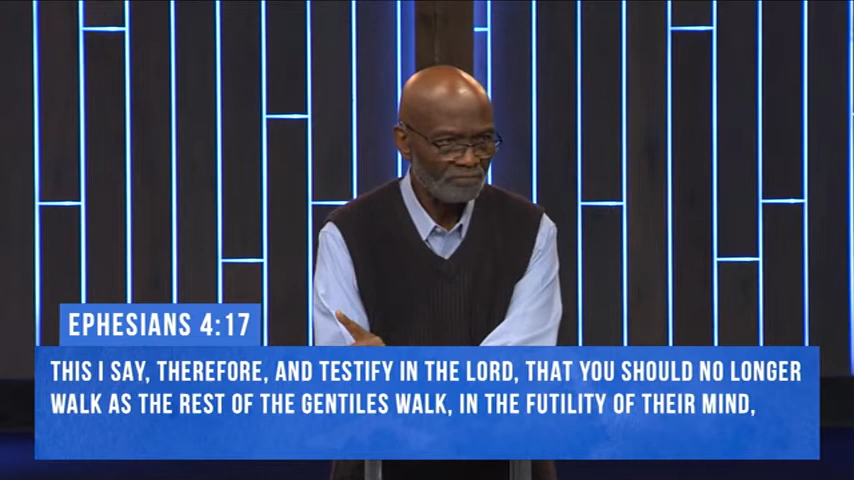 EPHESIANS 4:17
THIS I SAY, THEREFORE, AND TESTIFY IN THE LORD, THAT YOU SHOULD NO LONGER
WALK AS THE REST OF THE GENTILES WALK, IN THE FUTILITY OF THEIR MIND,